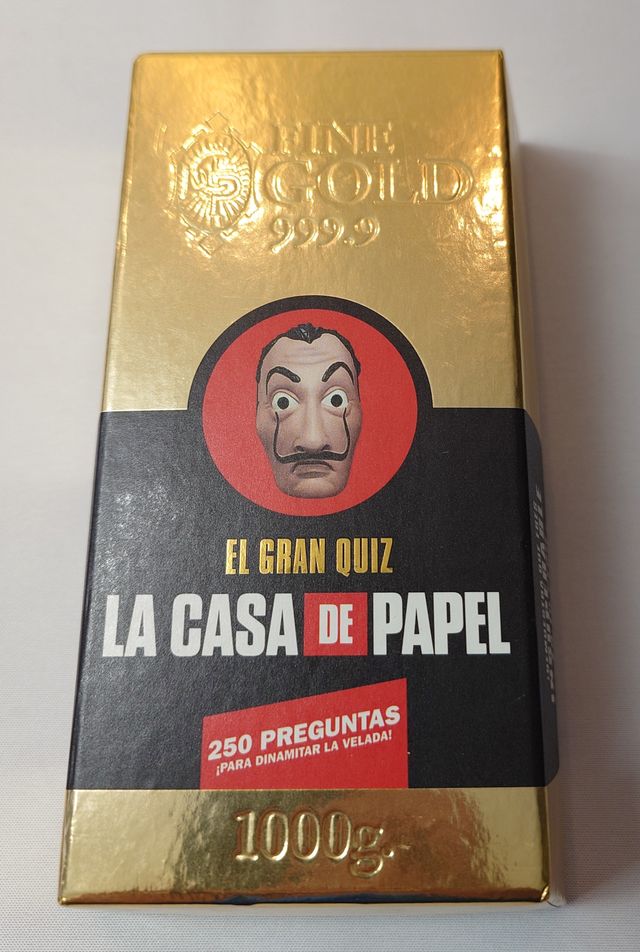 FINE
GOLD
999.9
EL GRAN QUIZ
LA CASA DE PAPEL
250 PREGUNTAS
¡PARA DINAMITAR LA VELADA!
1000g.-